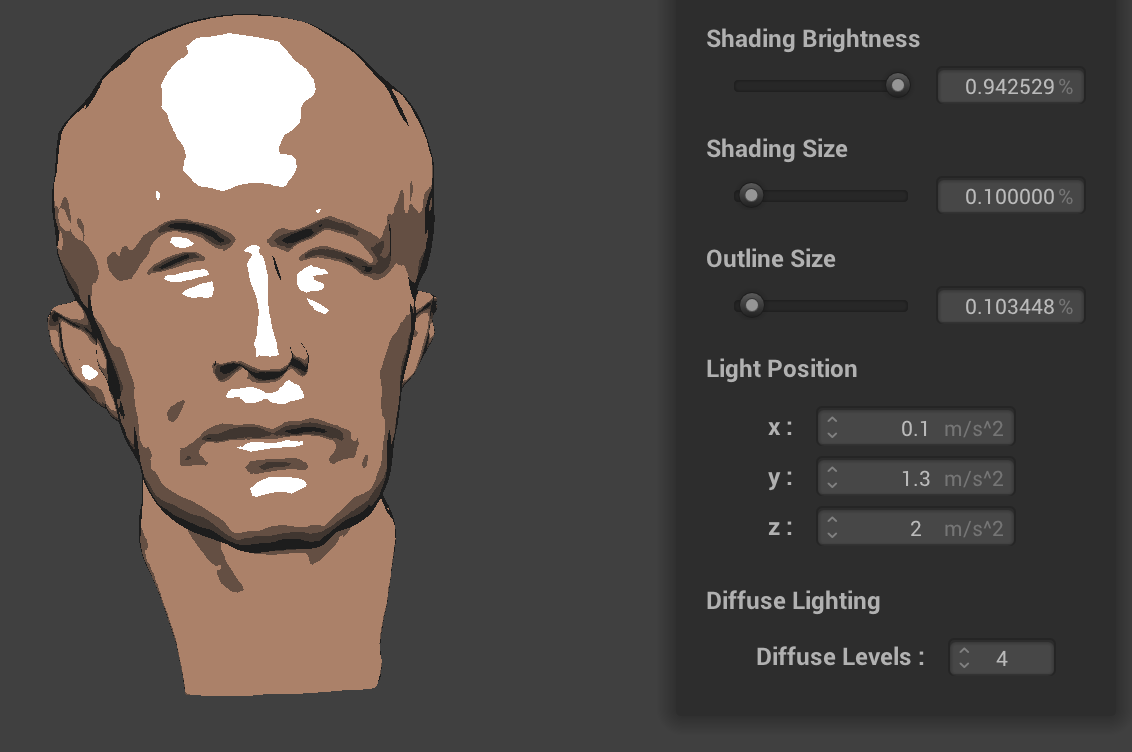 Shading Brightness
0.942529 %
Shading Size
0.100000 %
Outline Size
0.103448 %
Light Position
x : 0.1 m/s^2
y : 1.3 m/s^2
z : 2 m/s^2
Diffuse Lighting
Diffuse Levels : 4